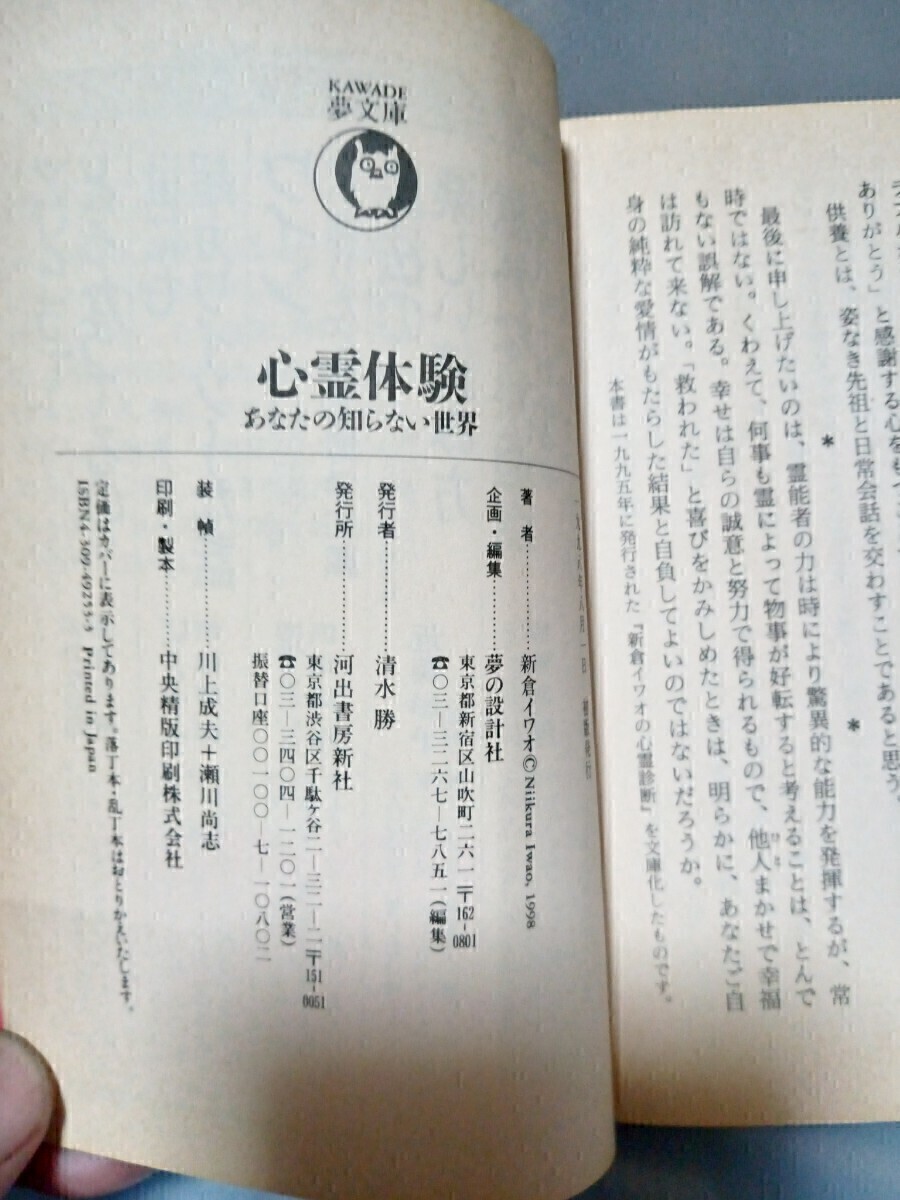 ありがとう」と感謝する心をも
供養とは、姿なき先祖と日常会話を交わすことであると思う。
＊　　　＊
最後に申し上げたいのは、霊能者の力は時により驚異的な能力を発揮するが、常
時ではない。くわえて、何事も霊によって物事が好転すると考えることは、とんで
もない誤解である。幸せは自らの誠意と努力で得られるもので、他人まかせで幸福
は訪れて来ない。「救われた」と喜びをかみしめたときは、明らかに、あなたご自
身の純粋な愛情がもたらした結果と自負してよいのではないだろうか。
本書は一九九五年に発行された『新倉イワオの心霊診断』を文庫化したものです。
KAWADE
夢文庫
心霊体験
あなたの知らない世界
一九九八年八月一日 初版発行
著者…………新倉イワオ© Niikura Iwao, 1998
企画・編集…………夢の設計社
東京都新宿区山吹町二六一 〒162-0801
☎〇三―三二六七―七八五一(編集)
発行者…………清水 勝
発行所…………河出書房新社
東京都渋谷区千駄ヶ谷二―三二―二 〒151-0051
☎〇三―三四〇四―一二〇一(営業)
振替口座〇〇一〇〇―七―一〇八〇二
装幀…………川上成夫+瀬川尚志
印刷・製本…………中央精版印刷株式会社
定価はカバーに表示してあります。落丁本・乱丁本はおとりかえいたします。
Printed in Japan